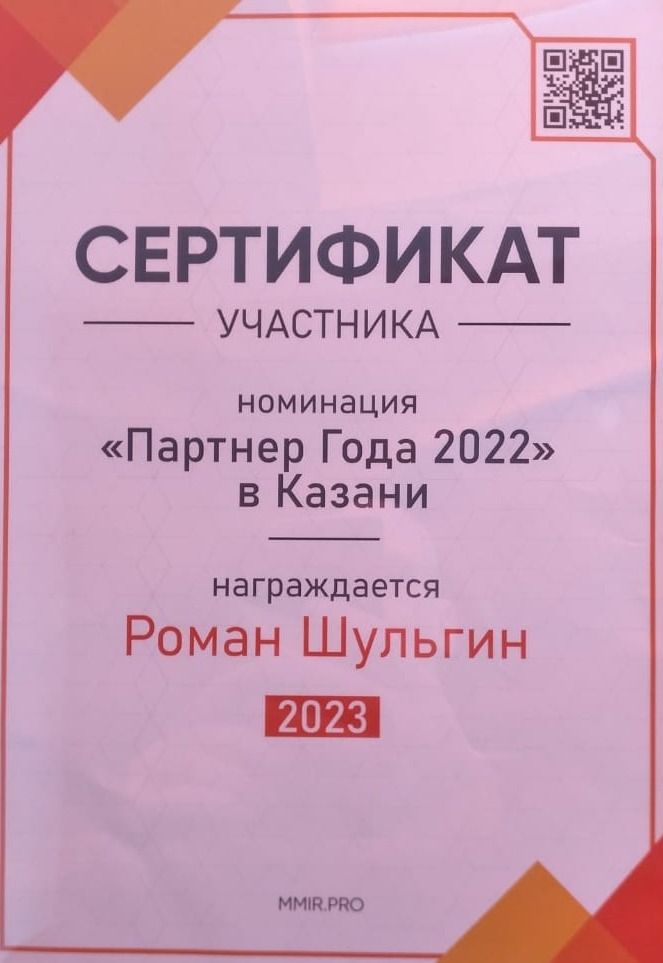 СЕРТИФИКАТ
УЧАСТНИКА
номинация
«Партнер Года 2022»
в Казани
награждается
Роман Шульгин
2023
MMIR.PRO